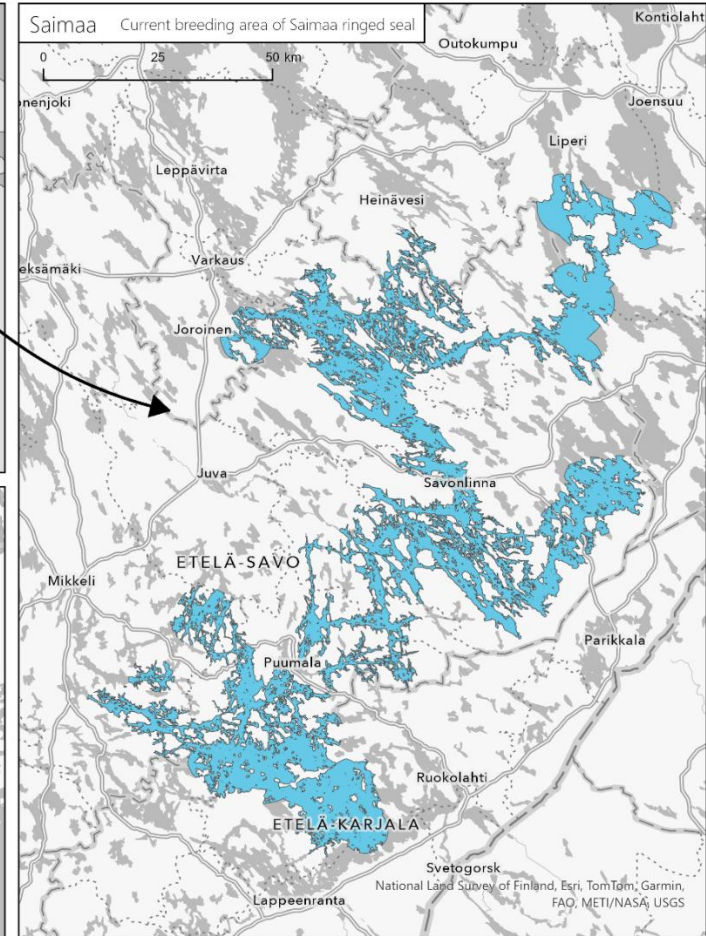 Saimaa Current breeding area of Saimaa ringed seal
Kontiolaht
0 25 50 km
Outokumpu
onenjoki
Joensuu
Liperi
Leppävirta
Heinävesi
Varkaus
eksämäki
Joroinen
Juva
Savonlinna
ETELÄ-SAVO
Mikkeli
Parikkala
Puumala
Ruokolahti
ETELÄ-KARJALA
Svetogorsk
National Land Survey of Finland, Esri, TomTom, Garmin,
Lappeenranta
FAO, METI/NASA, USGS